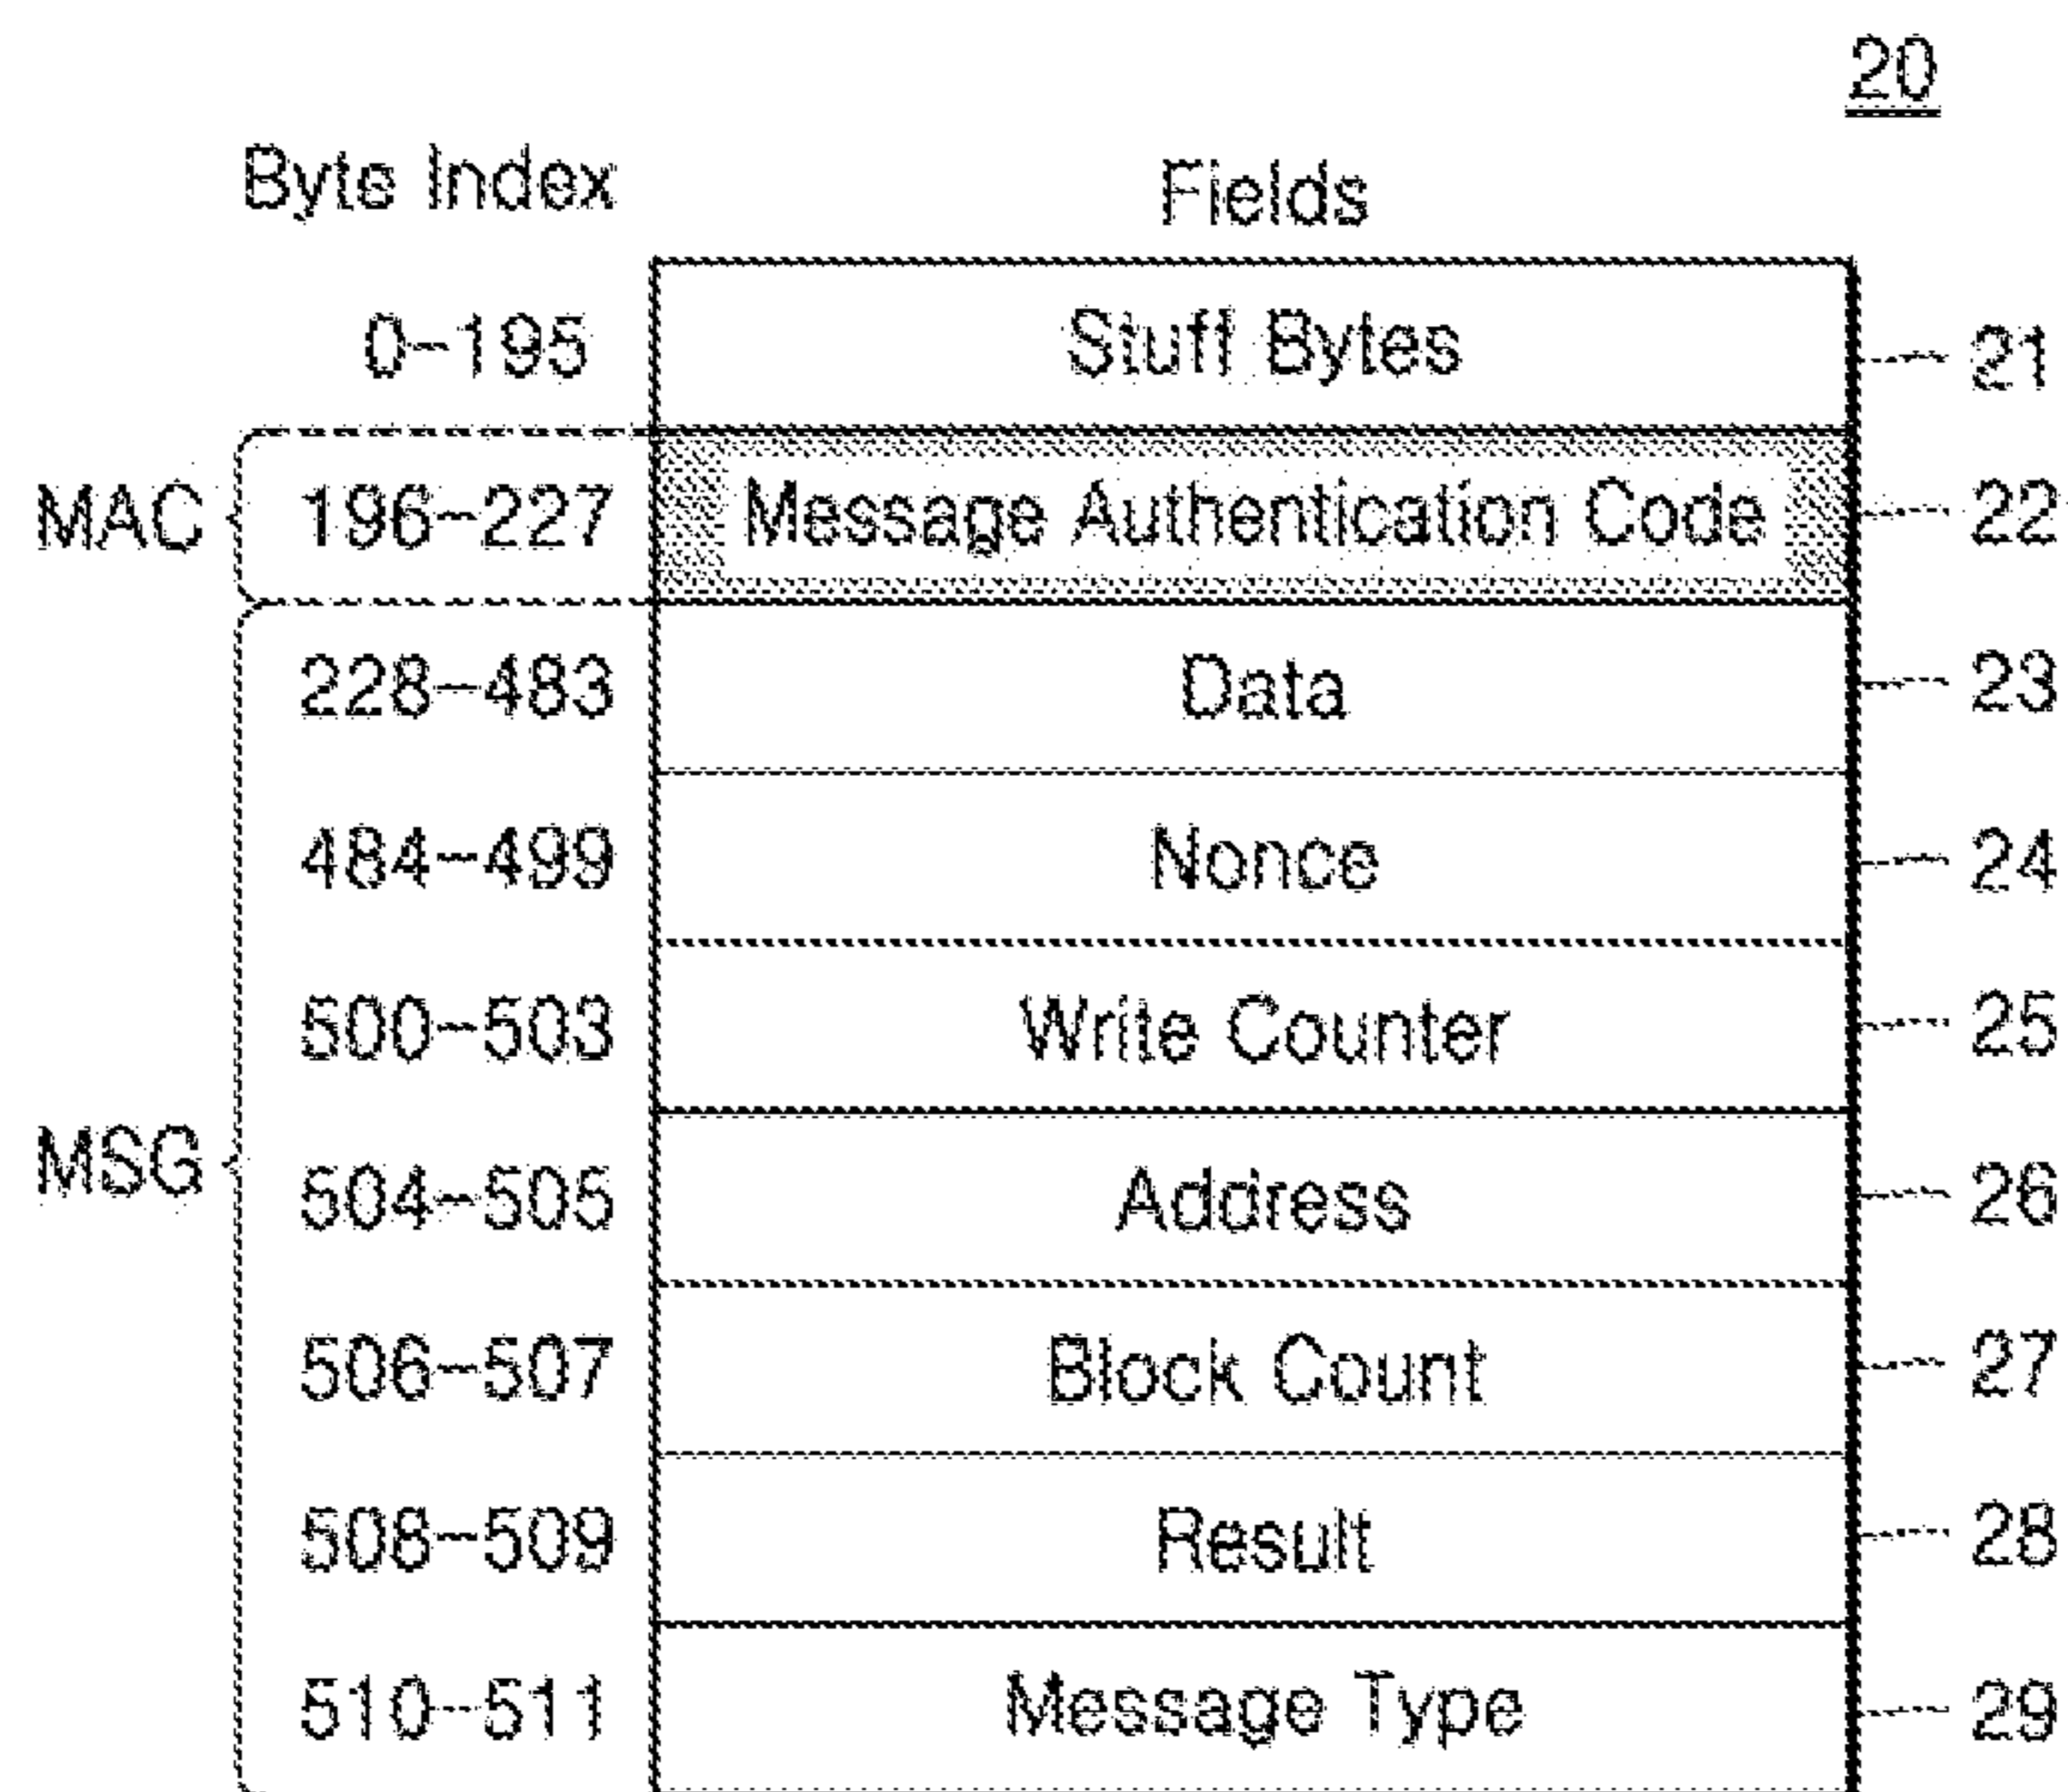 20
Byte Index Fields
0-195 Stuff Bytes 21
MAC 196-227 Message Authentication Code 22
228-483 Data 23
484-499 Nonce 24
500-503 Write Counter 25
MSG 504-505 Address 26
506-507 Block Count 27
508-509 Result 28
510-511 Message Type 29